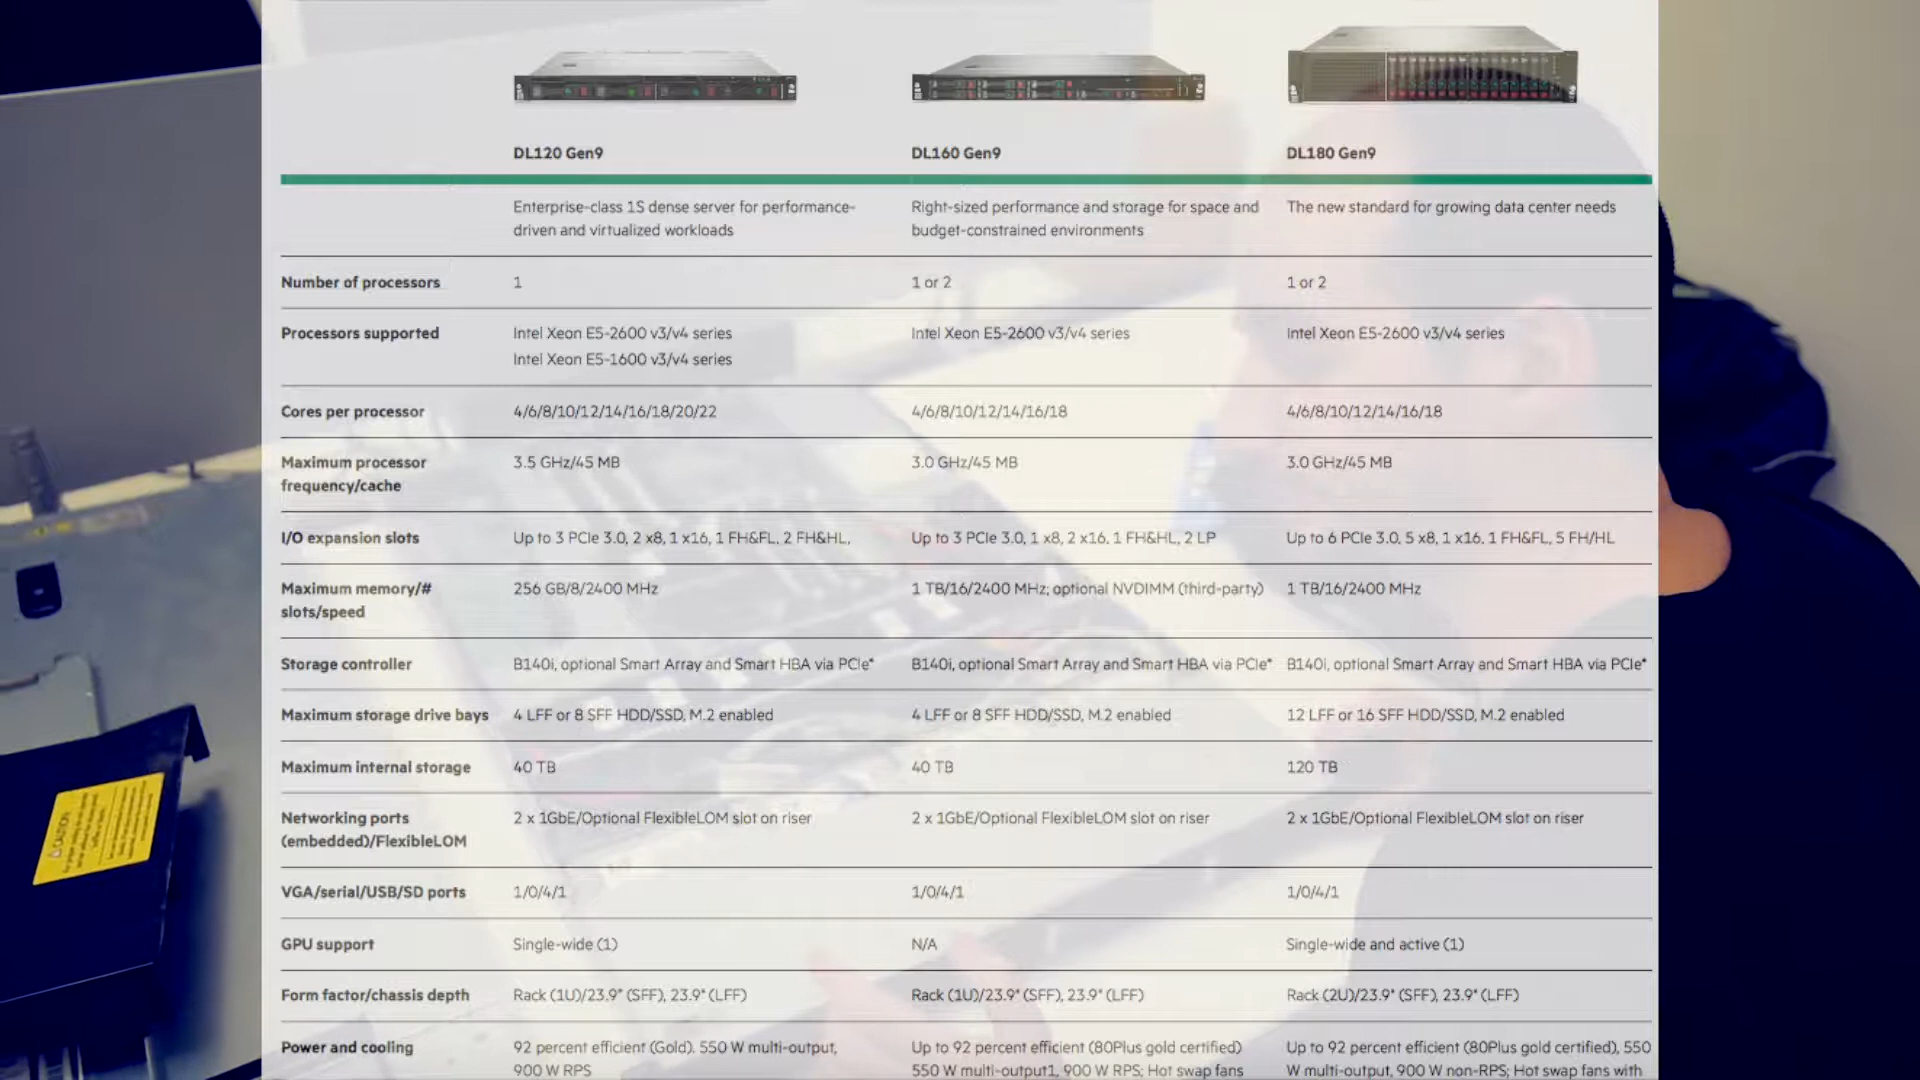 DL120 Gen9
DL160 Gen9
DL180 Gen9
Enterprise-class 1S dense server for performance-
driven and virtualized workloads
Right-sized performance and storage for space and
budget-constrained environments
The new standard for growing data center needs
Number of processors
1
1 or 2
1 or 2
Processors supported
Intel Xeon E5-2600 v3/v4 series
Intel Xeon E5-1600 v3/v4 series
Intel Xeon E5-2600 v3/v4 series
Intel Xeon E5-2600 v3/v4 series
Cores per processor
4/6/8/10/12/14/16/18/20/22
4/6/8/10/12/14/16/18
4/6/8/10/12/14/16/18
Maximum processor
frequency/cache
3.5 GHz/45 MB
3.0 GHz/45 MB
3.0 GHz/45 MB
I/O expansion slots
Up to 3 PCIe 3.0, 2 x8, 1 x16, 1 FH&FL, 2 FH&HL,
Up to 3 PCIe 3.0, 1 x8, 2 x16, 1 FH&HL, 2 LP
Up to 6 PCIe 3.0, 5 x8, 1 x16, 1 FH&FL, 5 FH/HL
Maximum memory/#
slots/speed
256 GB/8/2400 MHz
1 TB/16/2400 MHz; optional NVDIMM (third-party)
1 TB/16/2400 MHz
Storage controller
B140i, optional Smart Array and Smart HBA via PCIe*
B140i, optional Smart Array and Smart HBA via PCIe*
B140i, optional Smart Array and Smart HBA via PCIe*
Maximum storage drive bays
4 LFF or 8 SFF HDD/SSD, M.2 enabled
4 LFF or 8 SFF HDD/SSD, M.2 enabled
12 LFF or 16 SFF HDD/SSD, M.2 enabled
Maximum internal storage
40 TB
40 TB
120 TB
Networking ports
(embedded)/FlexibleLOM
2 x 1GbE/Optional FlexibleLOM slot on riser
2 x 1GbE/Optional FlexibleLOM slot on riser
2 x 1GbE/Optional FlexibleLOM slot on riser
VGA/serial/USB/SD ports
1/0/4/1
1/0/4/1
1/0/4/1
GPU support
Single-wide (1)
N/A
Single-wide and active (1)
Form factor/chassis depth
Rack (1U)/23.9" (SFF), 23.9" (LFF)
Rack (1U)/23.9" (SFF), 23.9" (LFF)
Rack (2U)/23.9" (SFF), 23.9" (LFF)
Power and cooling
92 percent efficient (Gold). 550 W multi-output,
900 W RPS
Up to 92 percent efficient (80Plus gold certified)
550 W multi-output1, 900 W RPS; Hot swap fans
Up to 92 percent efficient (80Plus gold certified), 550
W multi-output, 900 W non-RPS; Hot swap fans with
CAUTION